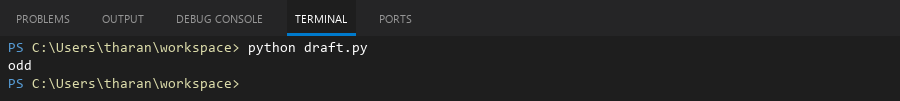 PROBLEMS OUTPUT DEBUG CONSOLE TERMINAL PORTS
PS C:\Users\tharan\workspace> python draft.py
odd
PS C:\Users\tharan\workspace>